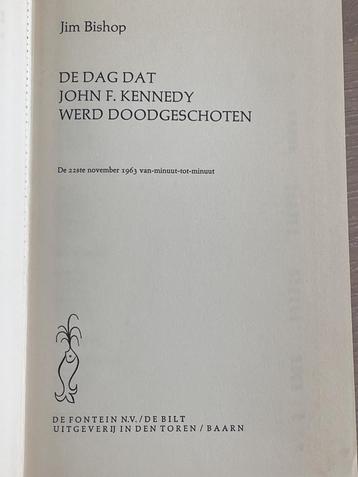 Jim Bishop
DE DAG DAT
JOHN F. KENNEDY
WERD DOODGESCHOTEN
De 22ste november 1963 van-minuut-tot-minuut
DE FONTEIN N.V./DE BILT
UITGEVERIJ IN DEN TOREN / BAARN